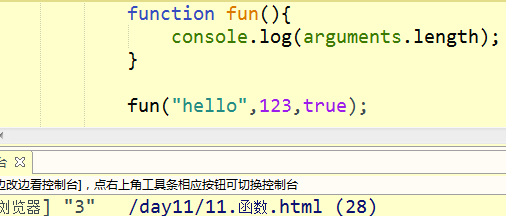 function fun(){
console.log(arguments.length);
}
fun("hello",123,true);
台
边改边看控制台]，点右上角工具条相应按钮可切换控制台
浏览器] "3" /day11/11.函数.html (28)